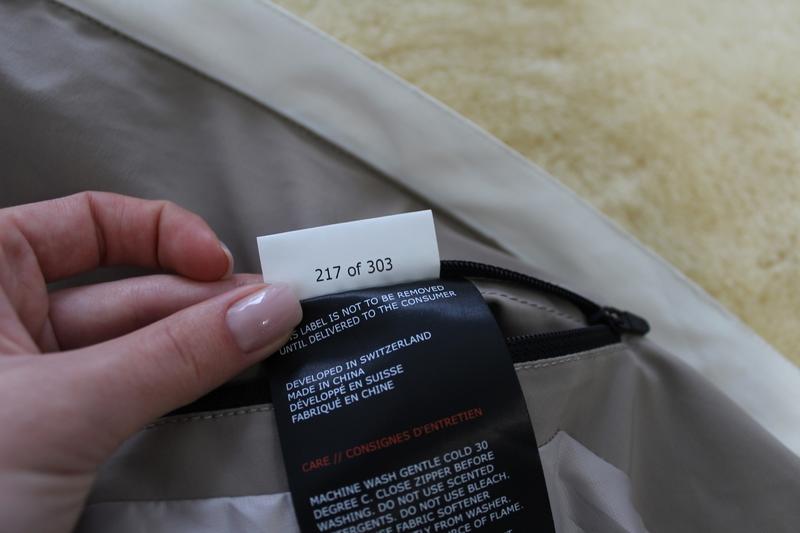 217 of 303
LABEL IS NOT TO BE REMOVED
UNTIL DELIVERED TO THE CONSUMER
DEVELOPED IN SWITZERLAND
MADE IN CHINA
DÉVELOPPÉ EN SUISSE
FABRIQUÉ EN CHINE
CARE // CONSIGNES D'ENTRETIEN
MACHINE WASH GENTLE COLD 30
DEGREE C. CLOSE ZIPPER BEFORE
WASHING. DO NOT USE SCENTED
DETERGENTS. DO NOT USE BLEACH.
FABRIC SOFTENER
FROM WASHER.
OF FLAME.